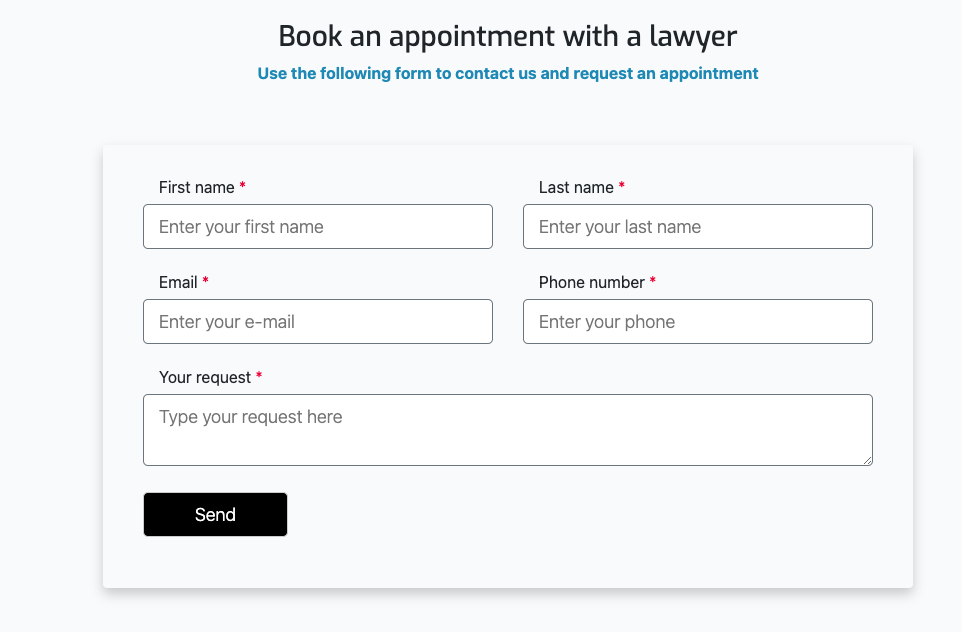 Book an appointment with a lawyer
Use the following form to contact us and request an appointment
First name *
Last name *
Enter your first name
Enter your last name
Email *
Phone number *
Enter your e-mail
Enter your phone
Your request *
Type your request here
Send